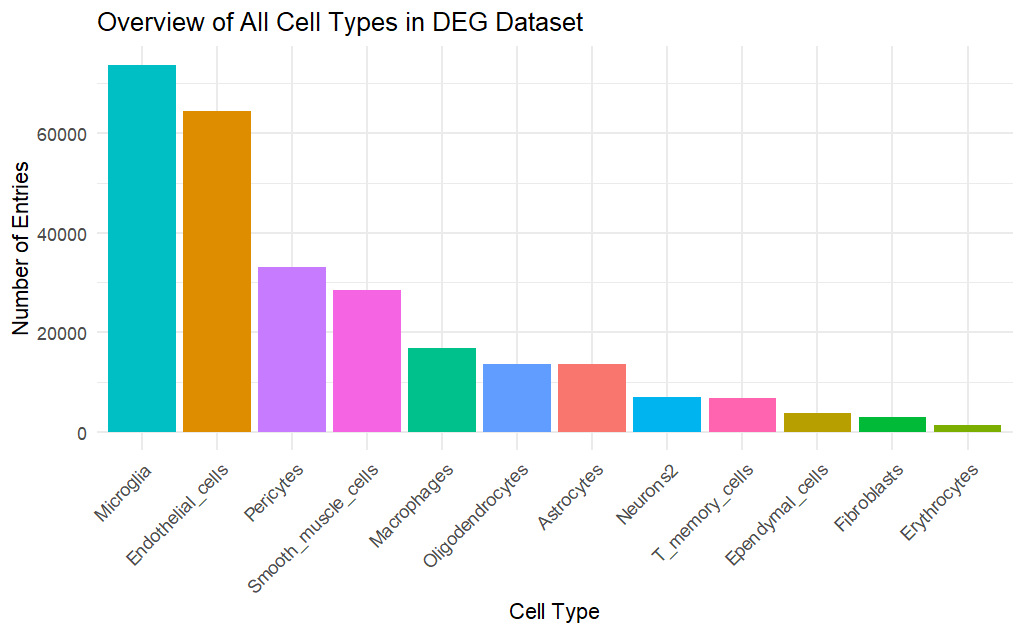 Overview of All Cell Types in DEG Dataset
Number of Entries
60000
40000
20000
0
Microglia
Endothelial_cells
Pericytes
Smooth_muscle_cells
Macrophages
Oligodendrocytes
Astrocytes
Neurons2
T_memory_cells
Ependymal_cells
Fibroblasts
Erythrocytes
Cell Type